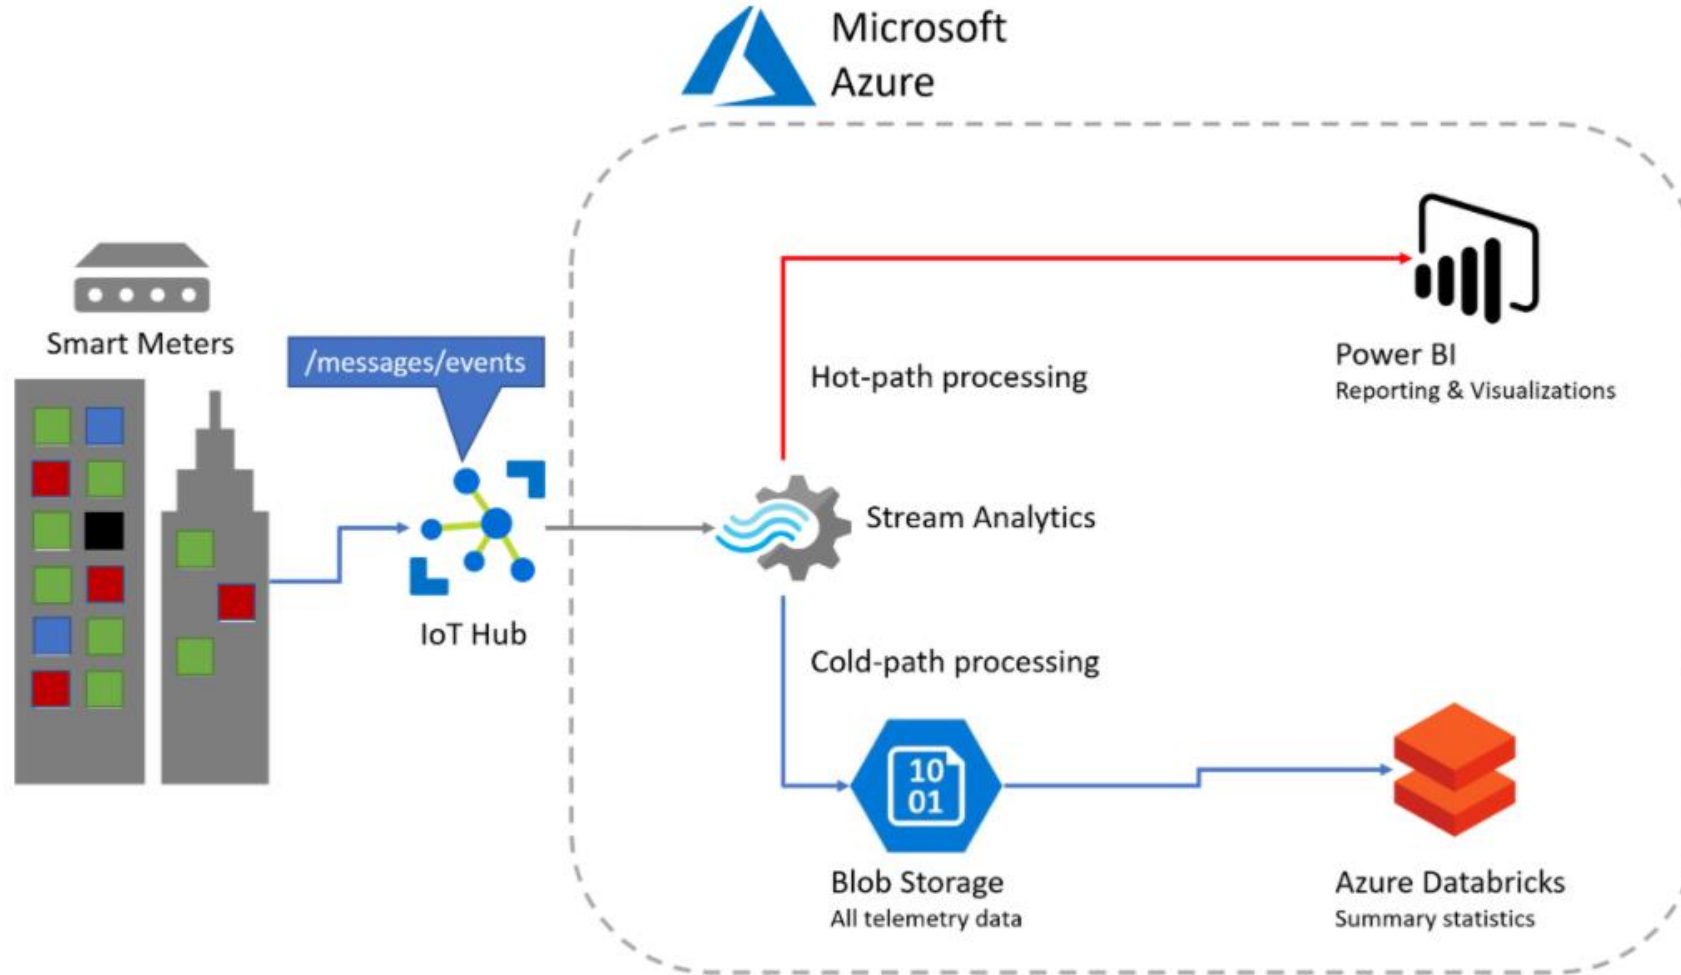 Microsoft
Azure
Smart Meters
/messages/events
IoT Hub
Hot-path processing
Power BI
Reporting & Visualizations
Stream Analytics
Cold-path processing
10
01
Blob Storage
All telemetry data
Azure Databricks
Summary statistics